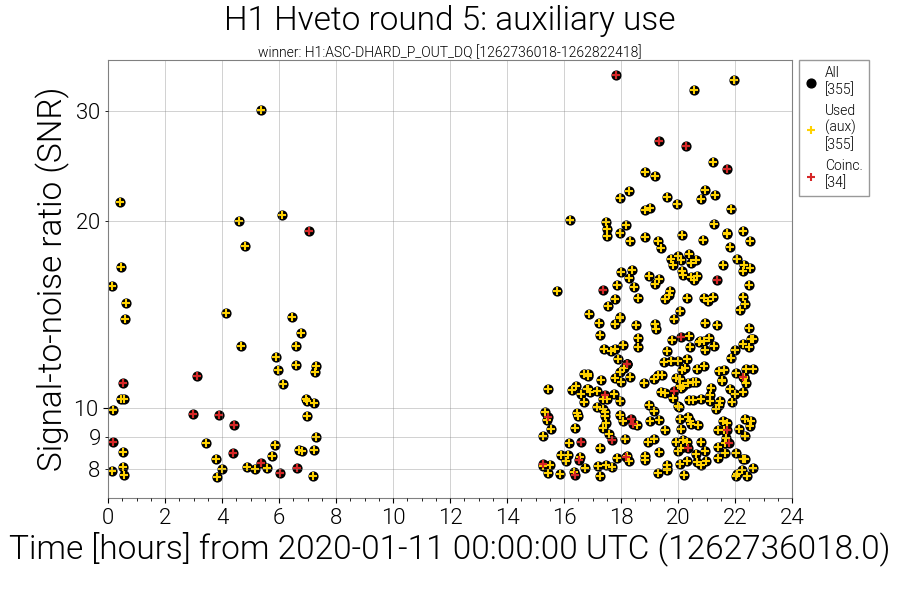 H1 Hveto round 5: auxiliary use
winner: H1:ASC-DHARD_P_OUT_DQ [1262736018-1262822418]
Signal-to-noise ratio (SNR)
30
20
10
9
8
0 2 4 6 8 10 12 14 16 18 20 22 24
Time [hours] from 2020-01-11 00:00:00 UTC (1262736018.0)
All
[355]
Used
(aux)
[355]
Coinc.
[34]